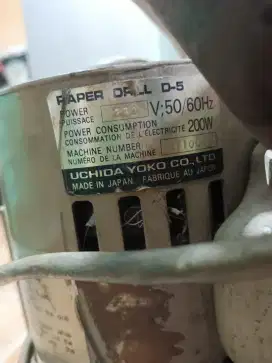 PAPER DRILL D-5
POWER
PUISSANCE V;50/60Hz
POWER CONSUMPTION
CONSOMMATION DE L'ÉLECTRICITÉ 200W
MACHINE NUMBER
NUMÉRO DE LA MACHINE
UCHIDA YOKO CO., LTD
MADE IN JAPAN FABRIQUE AU JAPON